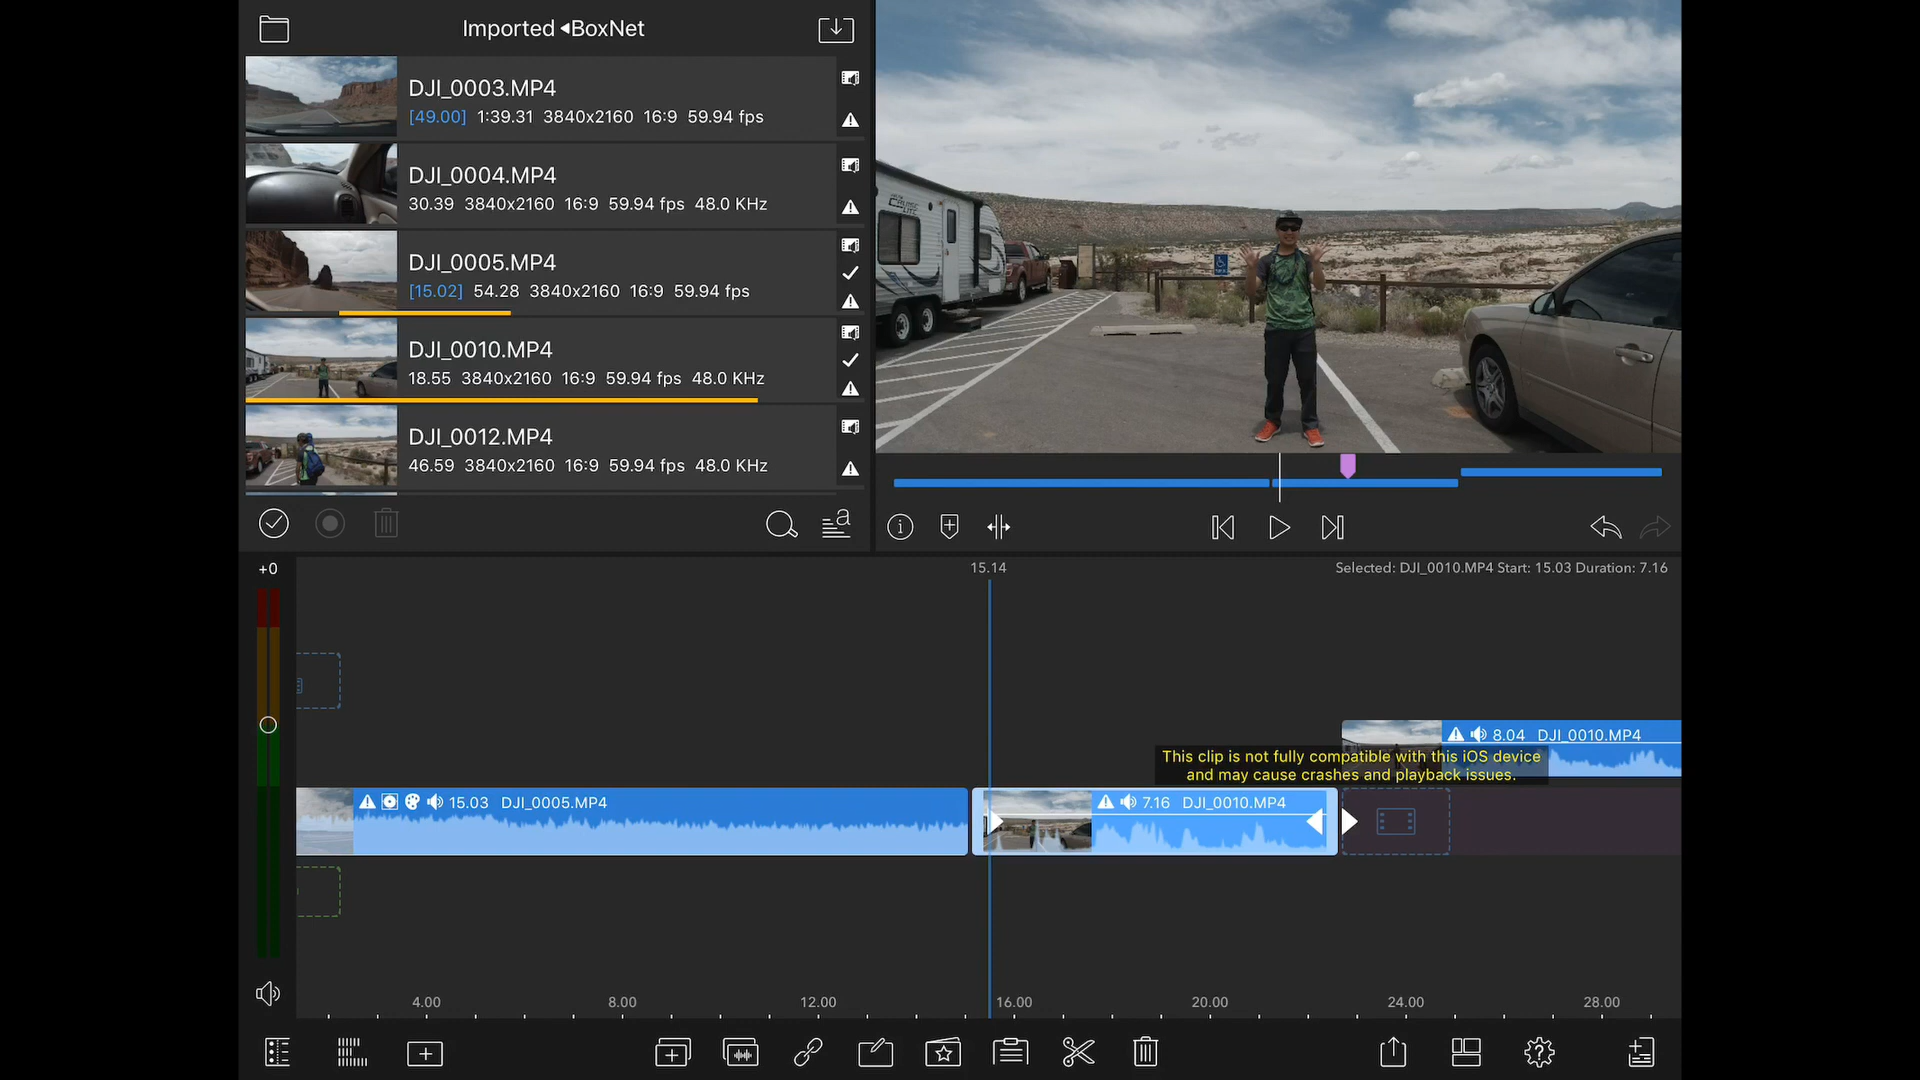 Imported ◂BoxNet
DJI_0003.MP4
[49.00] 1:39.31 3840x2160 16:9 59.94 fps
DJI_0004.MP4
30.39 3840x2160 16:9 59.94 fps 48.0 KHz
DJI_0005.MP4
[15.02] 54.28 3840x2160 16:9 59.94 fps
DJI_0010.MP4
18.55 3840x2160 16:9 59.94 fps 48.0 KHz
DJI_0012.MP4
46.59 3840x2160 16:9 59.94 fps 48.0 KHz
a
+0
15.14
Selected: DJI_0010.MP4 Start: 15.03 Duration: 7.16
8.04 DJI_0010.MP4
This clip is not fully compatible with this iOS device
and may cause crashes and playback issues.
15.03 DJI_0005.MP4
7.16 DJI_0010.MP4
4.00 8.00 12.00 16.00 20.00 24.00 28.00